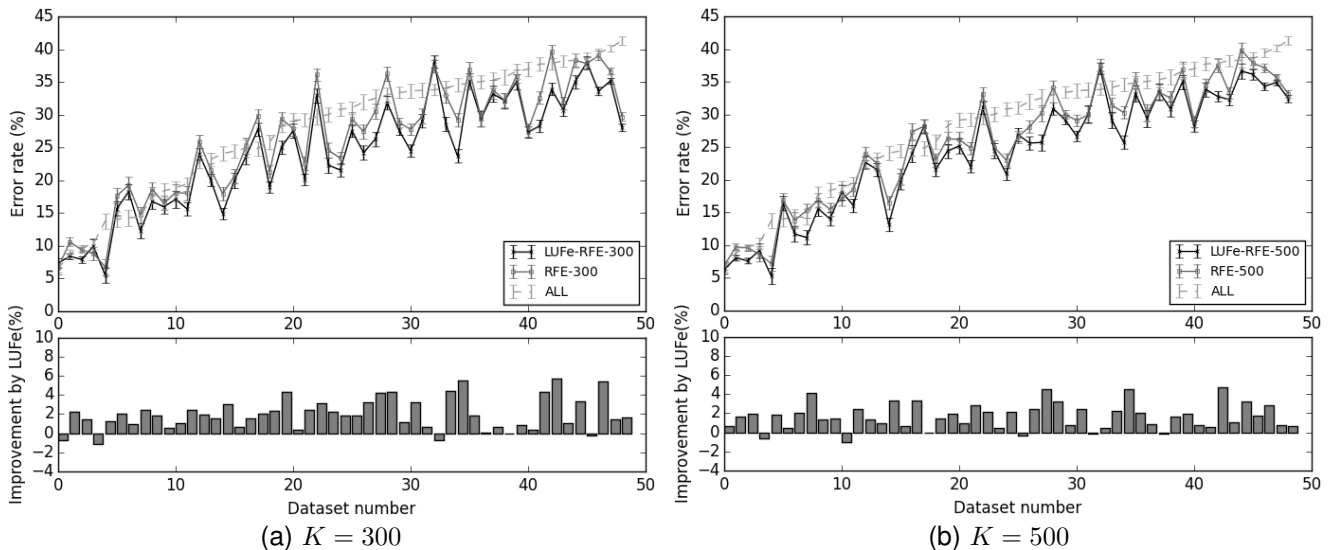 Error rate (%)
45
40
35
30
25
20
15
10
5
0
LUFe-RFE-300
RFE-300
ALL
0 10 20 30 40 50
Improvement by LUFe(%)
10
8
6
4
2
0
−2
−4
0 10 20 30 40 50
Dataset number
(a) K = 300
Error rate (%)
45
40
35
30
25
20
15
10
5
0
LUFe-RFE-500
RFE-500
ALL
0 10 20 30 40 50
Improvement by LUFe(%)
10
8
6
4
2
0
−2
−4
0 10 20 30 40 50
Dataset number
(b) K = 500